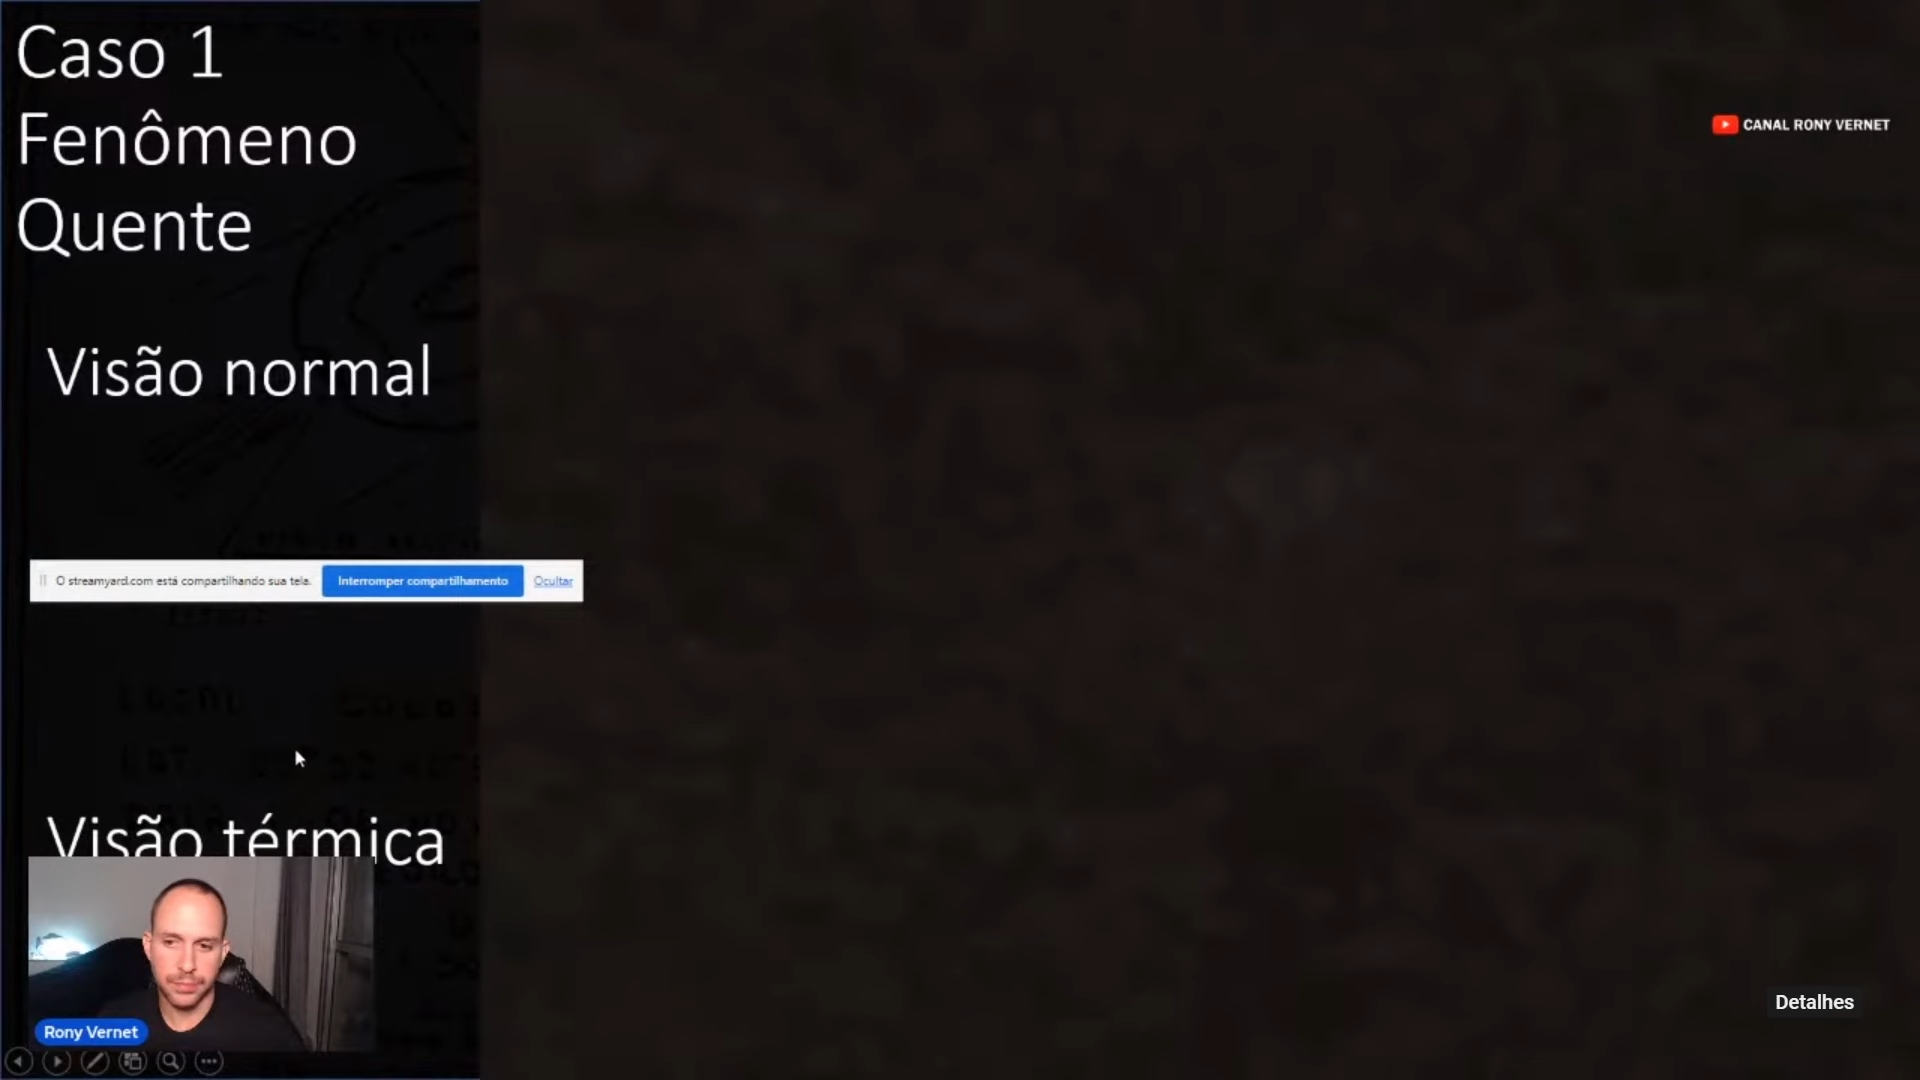 Caso 1
Fenômeno
Quente
CANAL RONY VERNET
Visão normal
O streamyard.com está compartilhando sua tela.
Interromper compartilhamento
Ocultar
Visão térmica
Rony Vernet
Detalhes